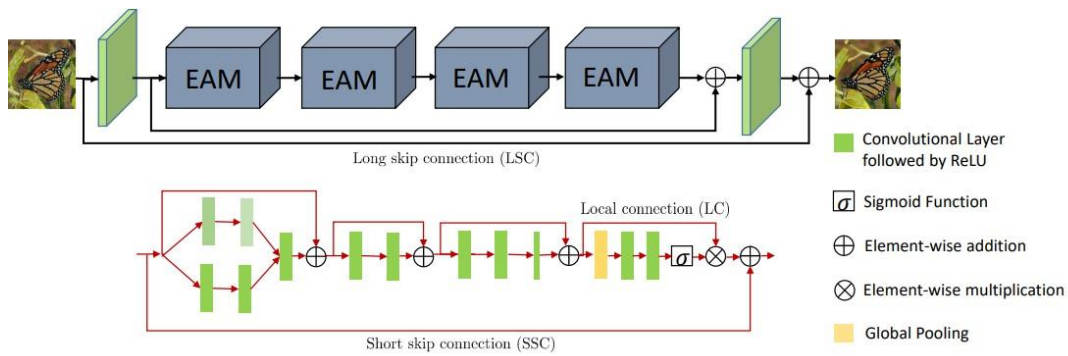 EAM
EAM
EAM
EAM
Long skip connection (LSC)
Convolutional Layer
followed by ReLU
σ Sigmoid Function
Element-wise addition
Element-wise multiplication
Global Pooling
Local connection (LC)
σ
Short skip connection (SSC)